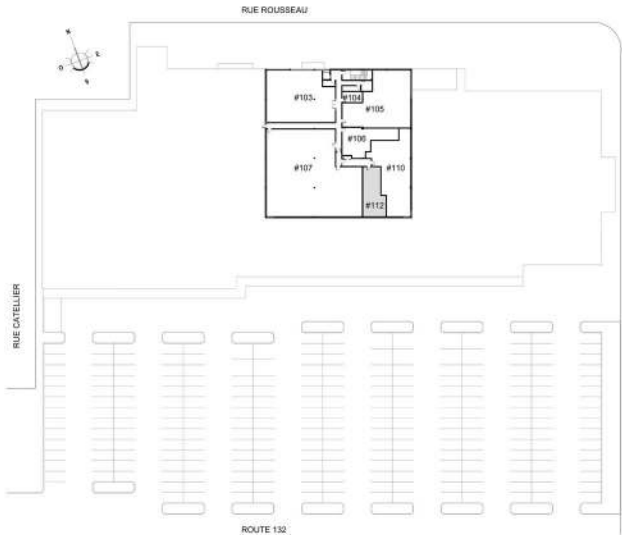 RUE ROUSSEAU
N
E
O
S
#103
#104
#105
#106
#107
#110
#112
RUE CATELLIER
ROUTE 132